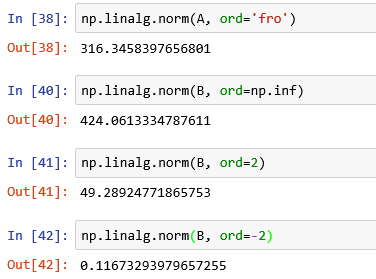 In [38]: np.linalg.norm(A, ord='fro')
Out[38]: 316.3458397656801
In [40]: np.linalg.norm(B, ord=np.inf)
Out[40]: 424.0613334787611
In [41]: np.linalg.norm(B, ord=2)
Out[41]: 49.28924771865753
In [42]: np.linalg.norm(B, ord=-2)
Out[42]: 0.11673293979657255